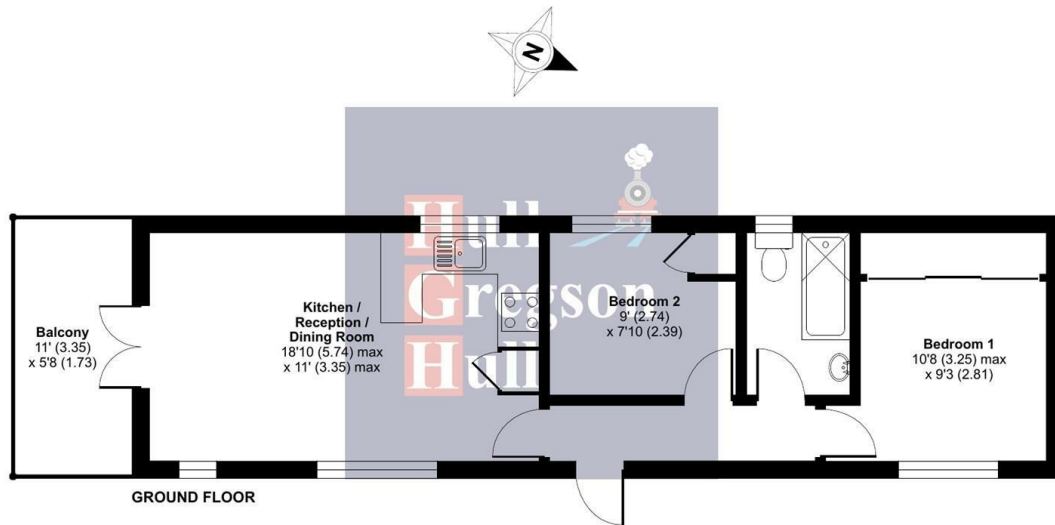 N
Hull
Gregson
Hull
Balcony
11' (3.35)
x 5'8 (1.73)
Kitchen /
Reception /
Dining Room
18'10 (5.74) max
x 11' (3.35) max
Bedroom 2
9' (2.74)
x 7'10 (2.39)
Bedroom 1
10'8 (3.25) max
x 9'3 (2.81)
GROUND FLOOR